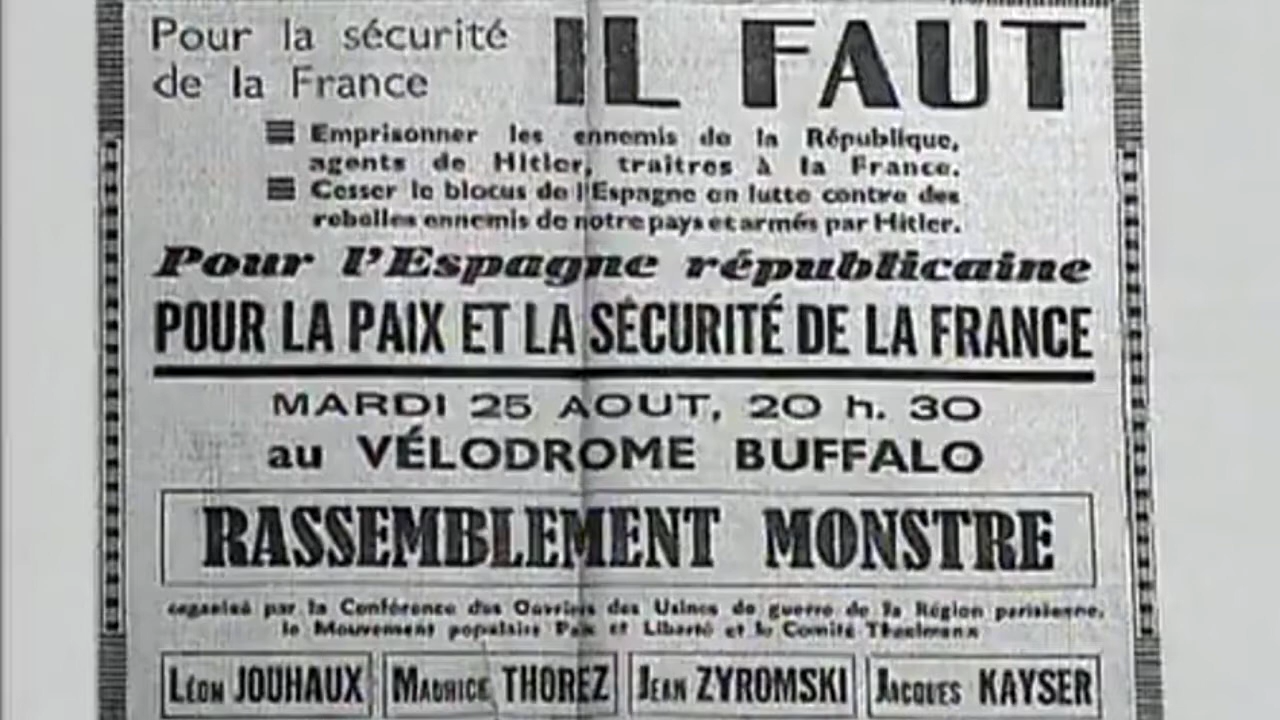 Pour la sécurité
de la France
IL FAUT
Emprisonner les ennemis de la République,
agents de Hitler, traîtres à la France.
Cesser le blocus de l'Espagne en lutte contre des
rebelles ennemis de notre pays et armés par Hitler.
Pour l'Espagne républicaine
POUR LA PAIX ET LA SÉCURITÉ DE LA FRANCE
MARDI 25 AOUT, 20 h. 30
au VÉLODROME BUFFALO
RASSEMBLEMENT MONSTRE
organisé par la Conférence des Ouvriers des Usines de guerre de la Région parisienne,
le Mouvement populaire Paix et Liberté et le Comité Thaelmann
LÉON JOUHAUX MAURICE THOREZ JEAN ZYROMSKI JACQUES KAYSER